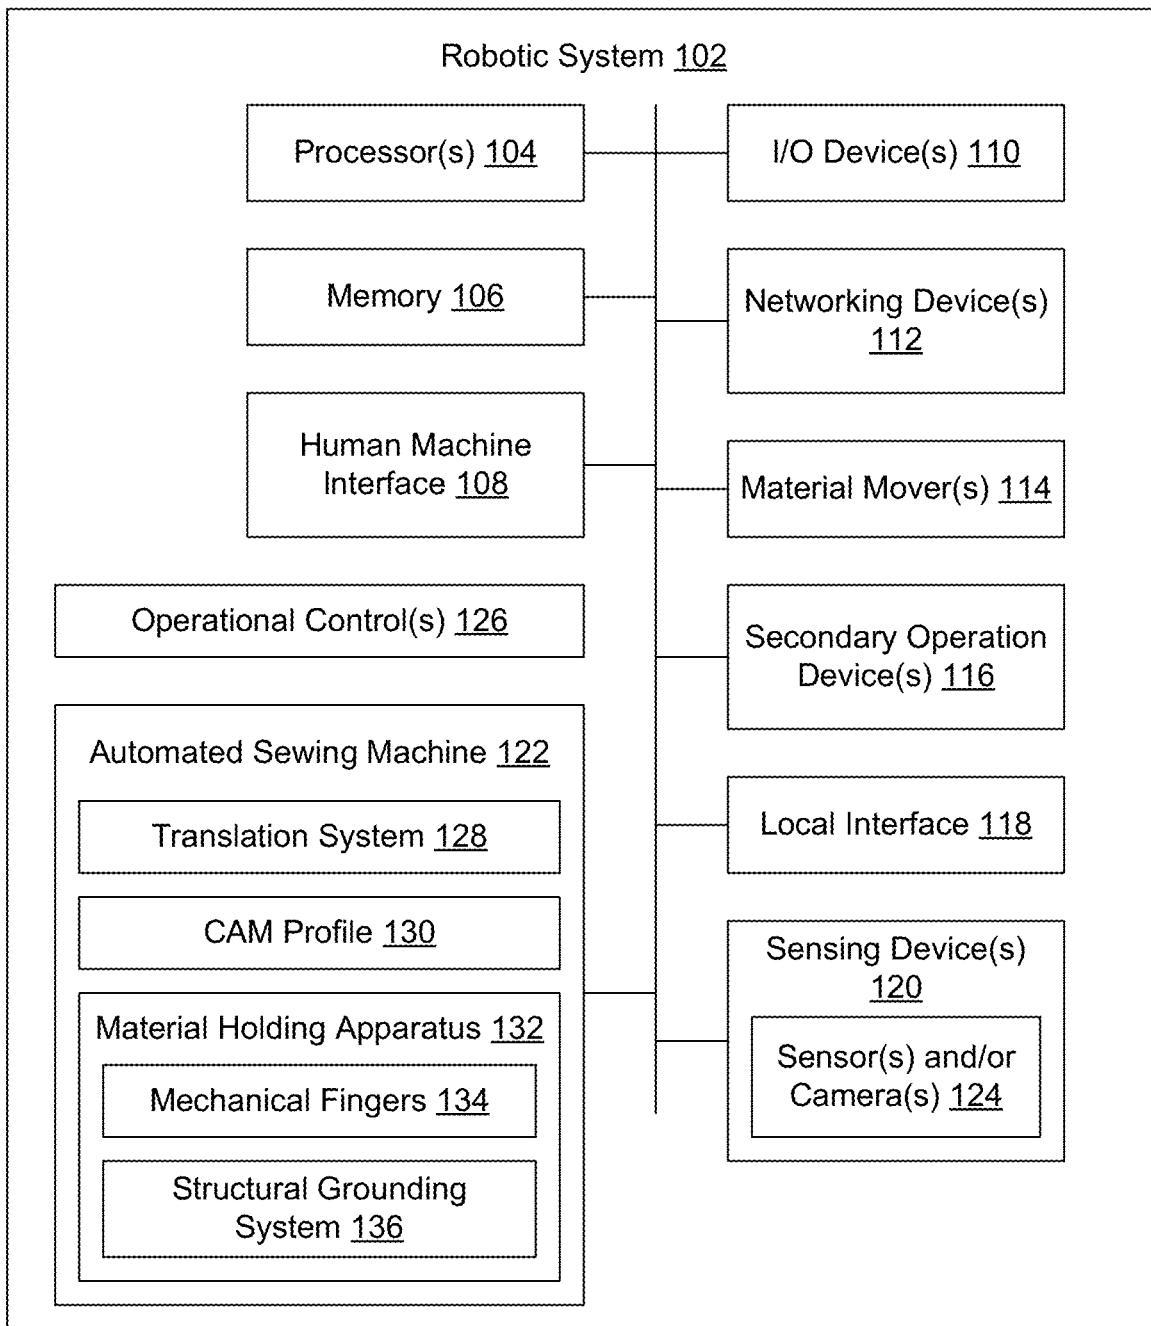 Robotic System 102
Processor(s) 104
Memory 106
Human Machine
Interface 108
Operational Control(s) 126
Automated Sewing Machine 122
Translation System 128
CAM Profile 130
Material Holding Apparatus 132
Mechanical Fingers 134
Structural Grounding
System 136
I/O Device(s) 110
Networking Device(s)
112
Material Mover(s) 114
Secondary Operation
Device(s) 116
Local Interface 118
Sensing Device(s)
120
Sensor(s) and/or
Camera(s) 124